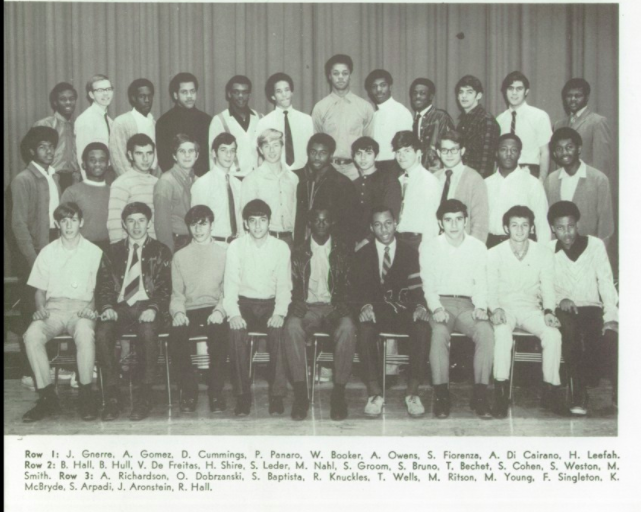 Row 1: J. Gnerre, A. Gomez, D. Cummings, P. Panaro, W. Booker, A. Owens, S. Fiorenza, A. Di Cairano, H. Leefah.
Row 2: B. Hall, B. Hull, V. De Freitas, H. Shire, S. Leder, M. Nahl, S. Groom, S. Bruno, T. Bechet, S. Cohen, S. Weston, M.
Smith. Row 3: A. Richardson, O. Dobrzanski, S. Baptista, R. Knuckles, T. Wells, M. Ritson, M. Young, F. Singleton, K.
McBryde, S. Arpadi, J. Aronstein, R. Hall.